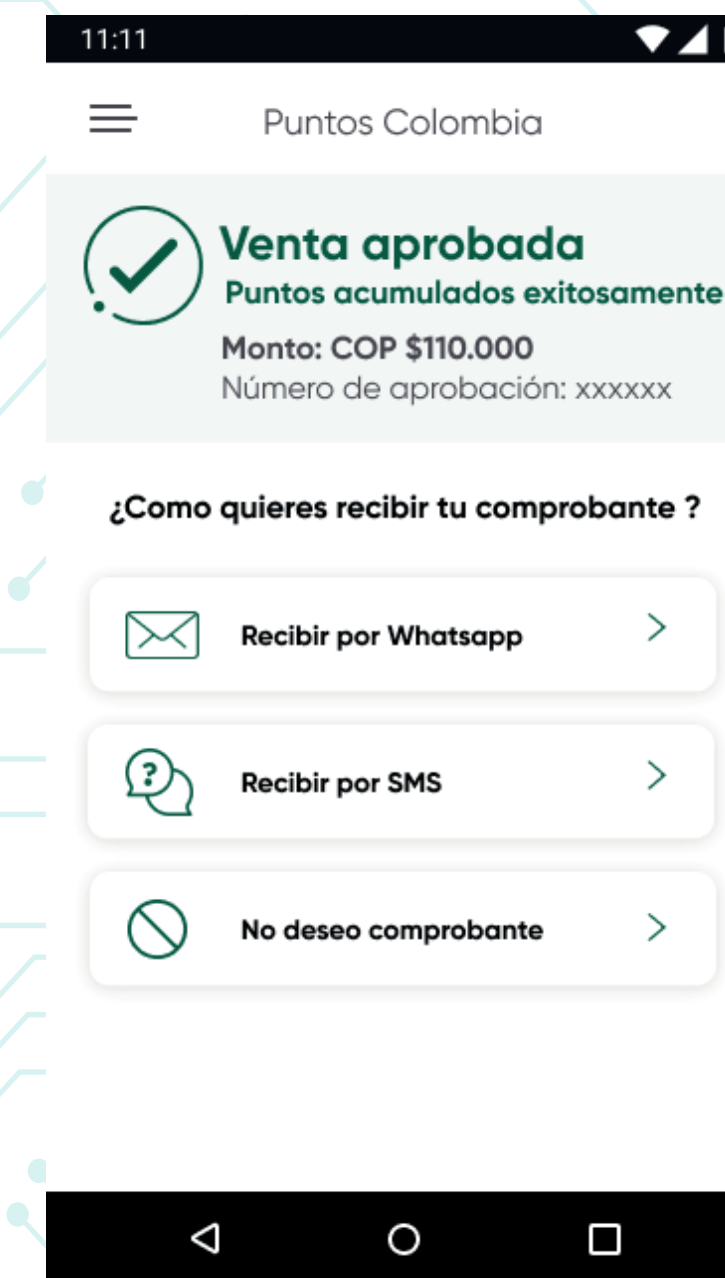 11:11
Puntos Colombia
Venta aprobada
Puntos acumulados exitosamente
Monto: COP $110.000
Número de aprobación: xxxxxx
¿Como quieres recibir tu comprobante ?
Recibir por Whatsapp
Recibir por SMS
No deseo comprobante